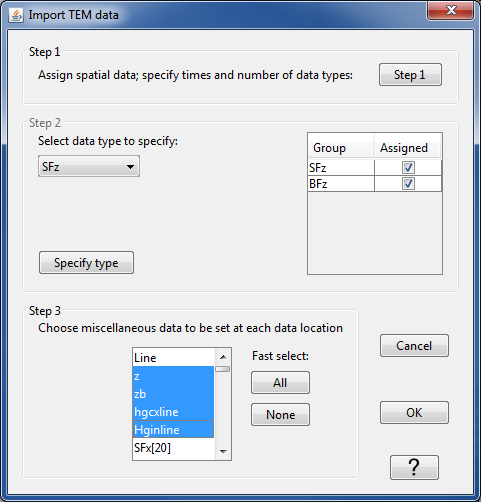 Import TEM data
Step 1
Assign spatial data; specify times and number of data types:
Step 1
Step 2
Select data type to specify:
SFz
Group Assigned
SFz
BFz
Specify type
Step 3
Choose miscellaneous data to be set at each data location
Line
z
zb
hgcxline
Hginline
SFx[20]
Fast select:
All
None
Cancel
OK
?